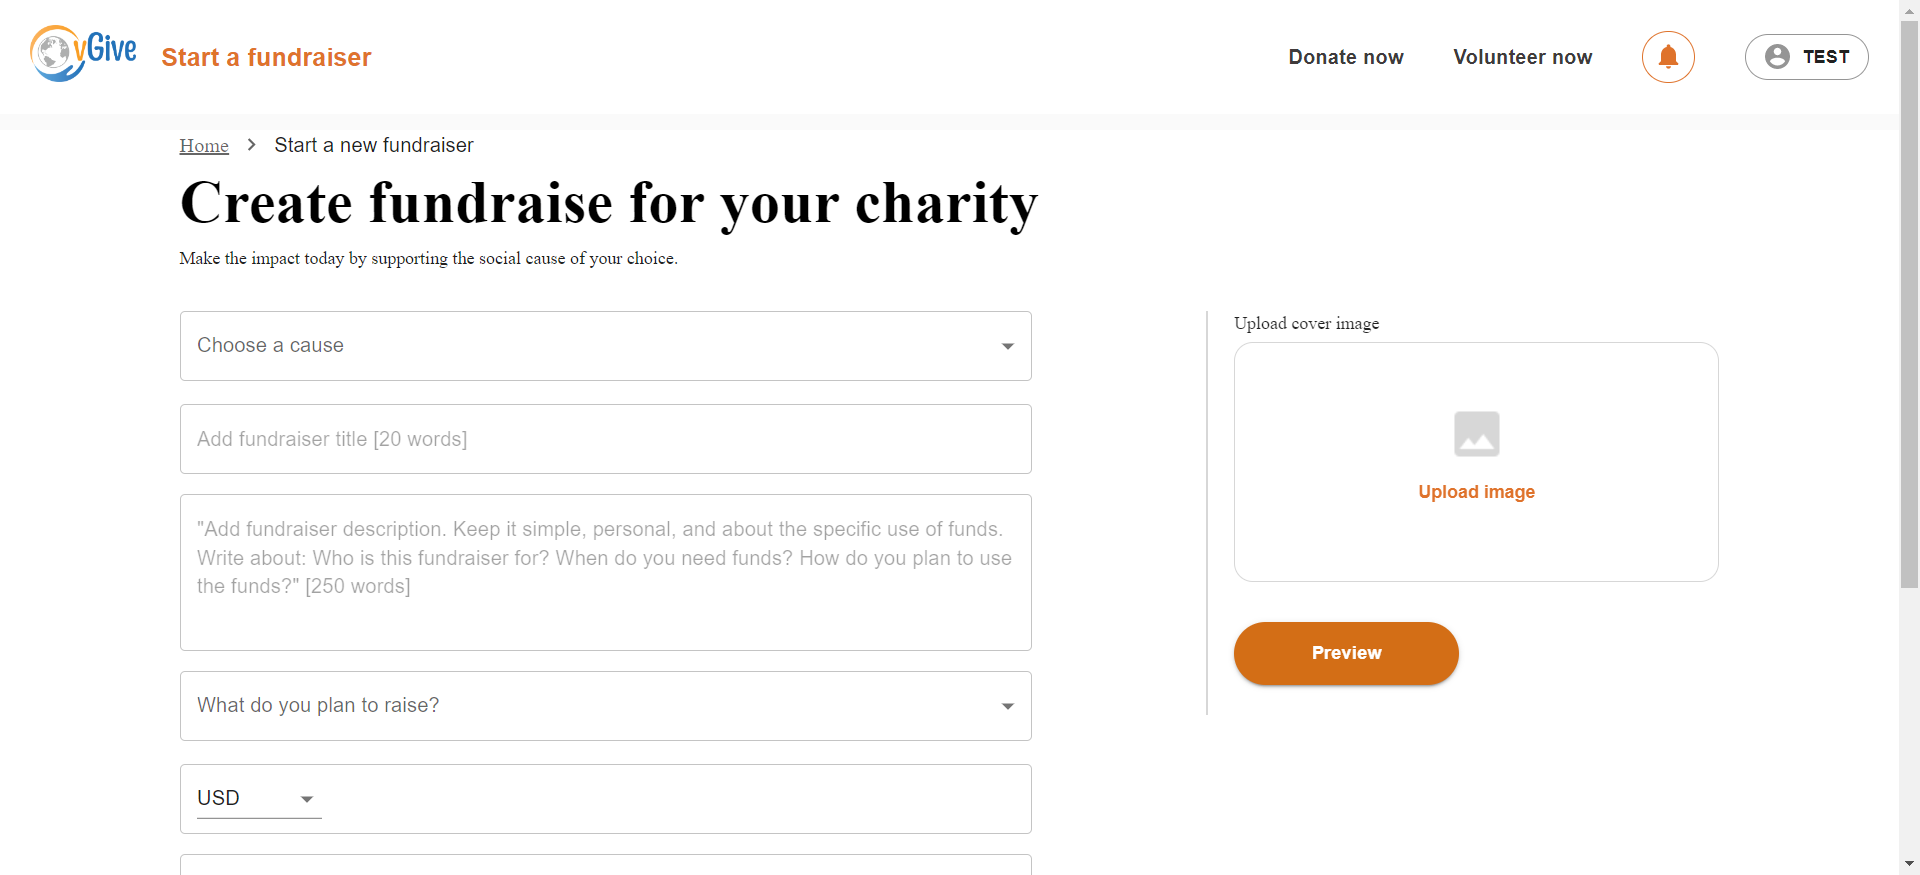 vGive
Start a fundraiser
Donate now
Volunteer now
TEST
Home
Start a new fundraiser
Create fundraise for your charity
Make the impact today by supporting the social cause of your choice.
Choose a cause
Add fundraiser title [20 words]
"Add fundraiser description. Keep it simple, personal, and about the specific use of funds.
Write about: Who is this fundraiser for? When do you need funds? How do you plan to use
the funds?" [250 words]
What do you plan to raise?
USD
Upload cover image
Upload image
Preview